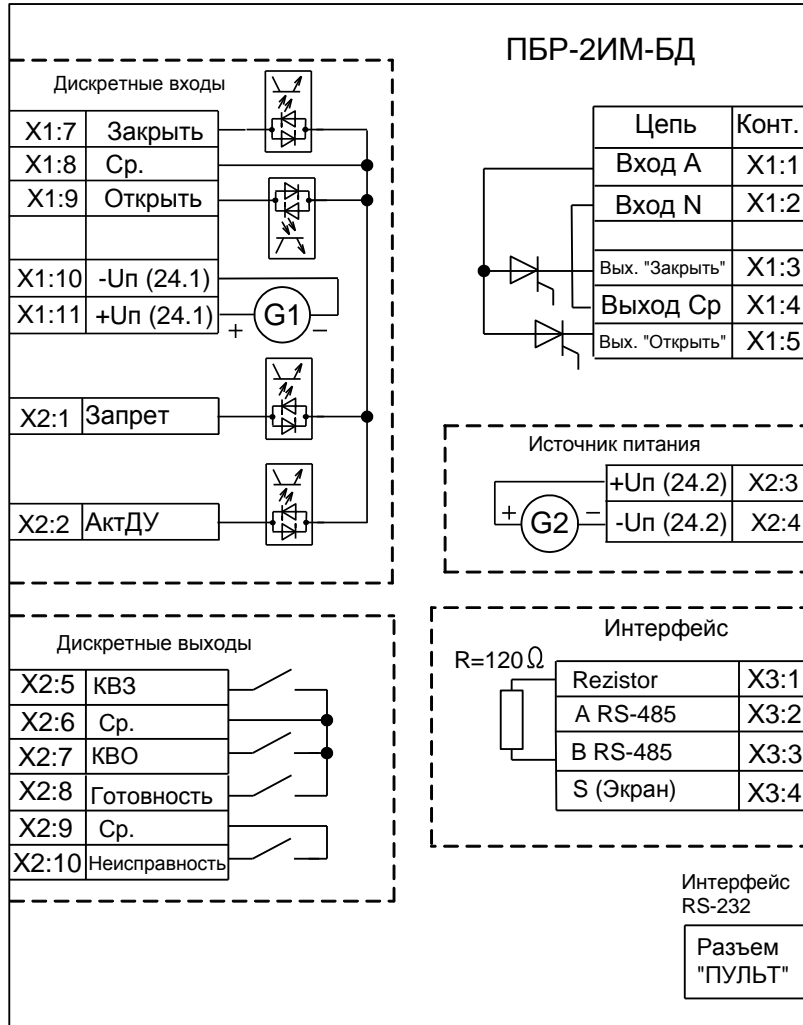 ПБР-2ИМ-БД
Дискретные входы
X1:7 Закрыть
X1:8 Ср.
X1:9 Открыть
X1:10 -Uп (24.1)
X1:11 +Uп (24.1)
+ G1 −
X2:1 Запрет
X2:2 АктДУ
Цепь Конт.
Вход А X1:1
Вход N X1:2
Вых. "Закрыть" X1:3
Выход Ср X1:4
Вых. "Открыть" X1:5
Источник питания
+Uп (24.2) X2:3
-Uп (24.2) X2:4
+ G2 −
Дискретные выходы
X2:5 КВЗ
X2:6 Ср.
X2:7 КВО
X2:8 Готовность
X2:9 Ср.
X2:10 Неисправность
Интерфейс
R=120 Ω
Rezistor X3:1
A RS-485 X3:2
B RS-485 X3:3
S (Экран) X3:4
Интерфейс
RS-232
Разъем
"ПУЛЬТ"